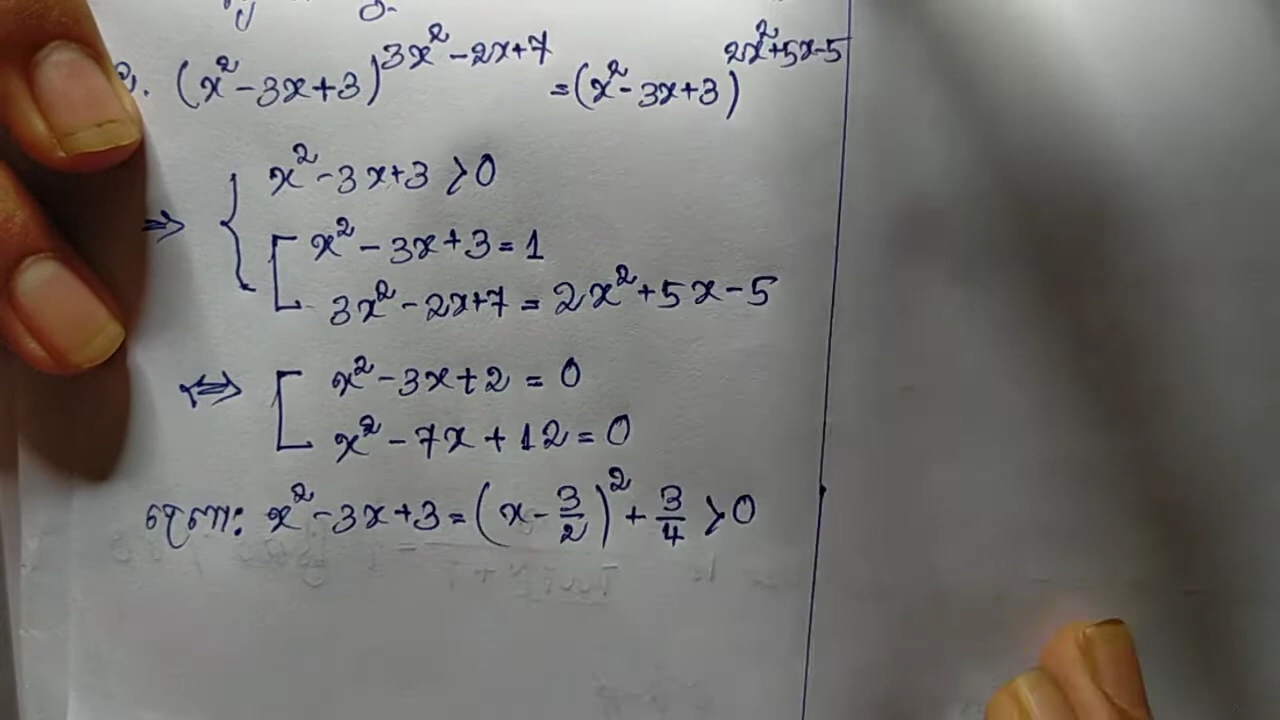 . (x² - 3x + 3)^{3x² - 2x + 7} = (x² - 3x + 3)^{2x² + 5x - 5}
⇒ { x² - 3x + 3 > 0
[ x² - 3x + 3 = 1
3x² - 2x + 7 = 2x² + 5x - 5
⇔ [ x² - 3x + 2 = 0
x² - 7x + 12 = 0
ព្រោះ: x² - 3x + 3 = (x - 3/2)² + 3/4 > 0